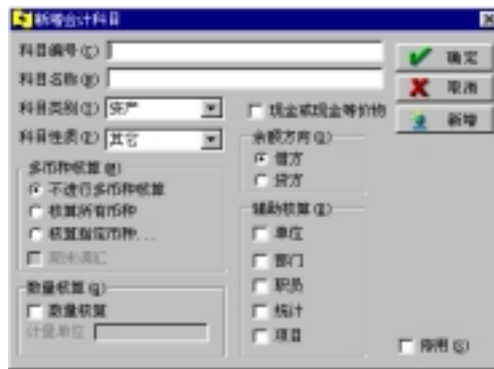 新增会计科目
科目编号(C)
确定
科目名称(N)
取消
科目类别(T) 资产
现金或现金等价物
新增
科目性质(D) 其它
余额方向(L)
借方
贷方
多币种核算(M)
不进行多币种核算
核算所有币种
核算指定币种...
期末调汇
辅助核算(I)
单位
部门
职员
统计
项目
数量核算(Q)
数量核算
计量单位
停用(S)